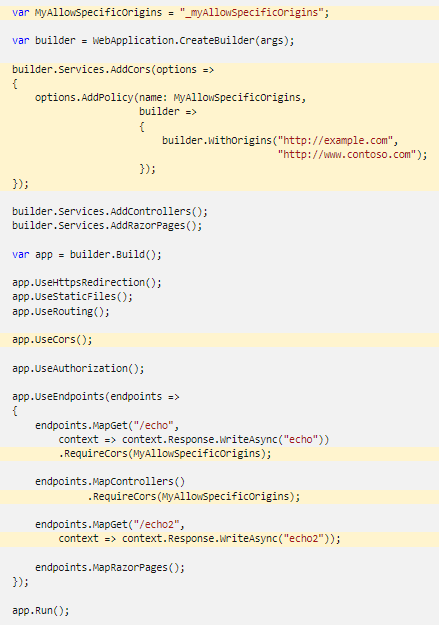 var MyAllowSpecificOrigins = "_myAllowSpecificOrigins";
var builder = WebApplication.CreateBuilder(args);
builder.Services.AddCors(options =>
{
options.AddPolicy(name: MyAllowSpecificOrigins,
builder =>
{
builder.WithOrigins("http://example.com",
"http://www.contoso.com");
});
});
builder.Services.AddControllers();
builder.Services.AddRazorPages();
var app = builder.Build();
app.UseHttpsRedirection();
app.UseStaticFiles();
app.UseRouting();
app.UseCors();
app.UseAuthorization();
app.UseEndpoints(endpoints =>
{
endpoints.MapGet("/echo",
context => context.Response.WriteAsync("echo"))
.RequireCors(MyAllowSpecificOrigins);
endpoints.MapControllers()
.RequireCors(MyAllowSpecificOrigins);
endpoints.MapGet("/echo2",
context => context.Response.WriteAsync("echo2"));
endpoints.MapRazorPages();
});
app.Run();